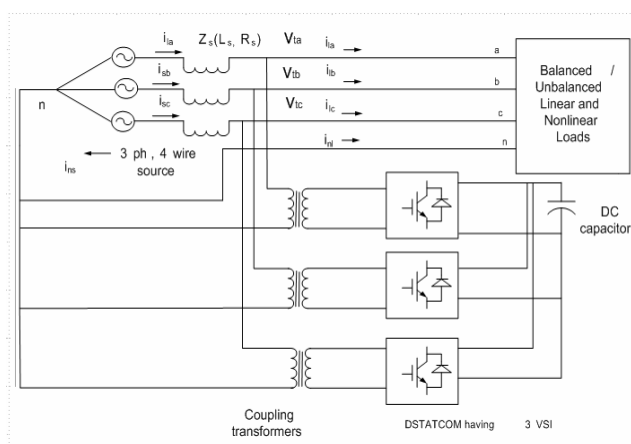 i_la
Z_s(L_s, R_s)
V_ta
i_la
a
i_sb
V_tb
i_lb
b
n
i_sc
V_tc
i_lc
c
i_ns
3 ph , 4 wire
source
i_nl
n
Balanced /
Unbalanced
Linear and
Nonlinear
Loads
DC
capacitor
Coupling
transformers
DSTATCOM having 3 VSI